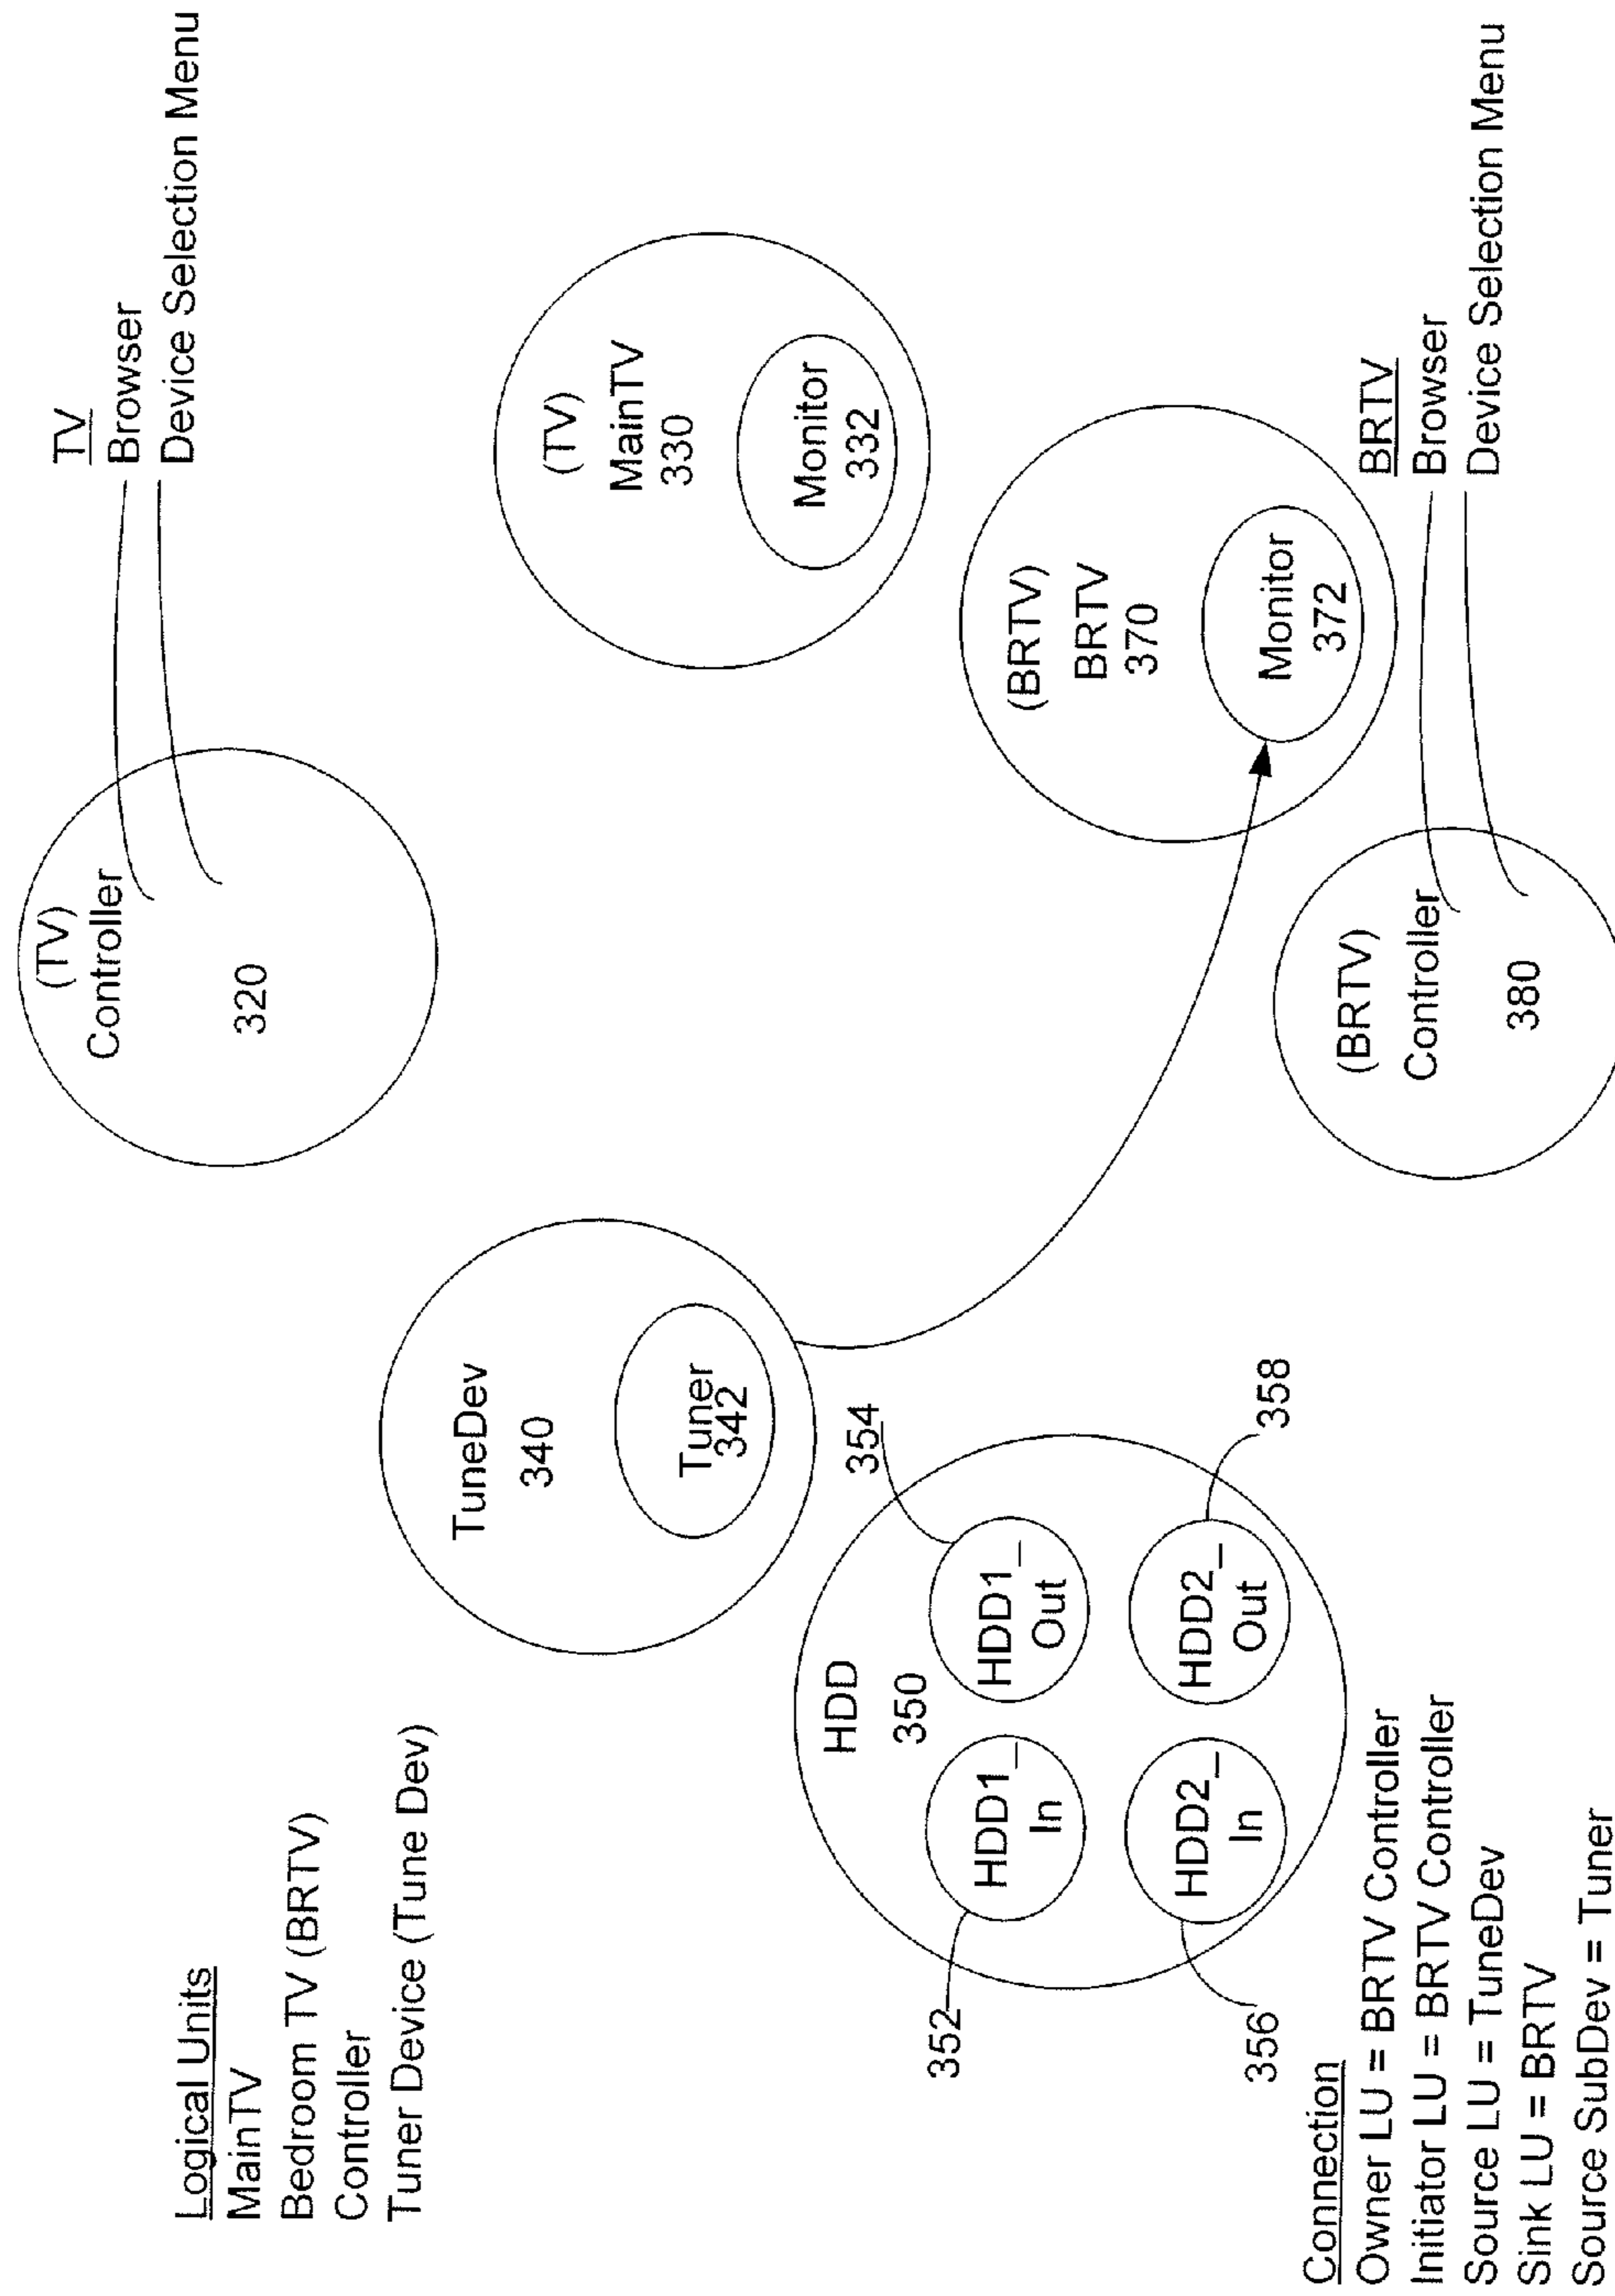 Logical Units
MainTV
Bedroom TV (BRTV)
Controller
Tuner Device (Tune Dev)
(TV)
Controller
320
TV
Browser
Device Selection Menu
TuneDev
340
Tuner
342
(TV)
MainTV
330
Monitor
332
HDD
350
HDD1_
In
HDD1_
Out
HDD2_
In
HDD2_
Out
352
354
356
358
(BRTV)
BRTV
370
Monitor
372
(BRTV)
Controller
380
BRTV
Browser
Device Selection Menu
Connection
Owner LU = BRTV Controller
Initiator LU = BRTV Controller
Source LU = TuneDev
Sink LU = BRTV
Source SubDev = Tuner